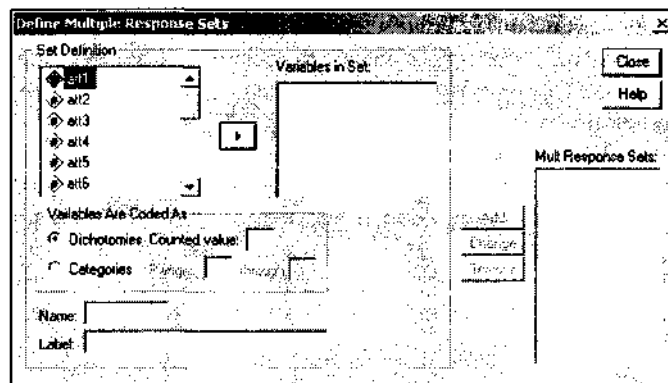 Define Multiple Response Sets
Set Definition
att1
att2
att3
att4
att5
att6
Variables in Set:
Close
Help
Mult Response Sets:
Variables Are Coded As
Dichotomies Counted value:
Categories Range: through
Add
Change
Remove
Name:
Label: